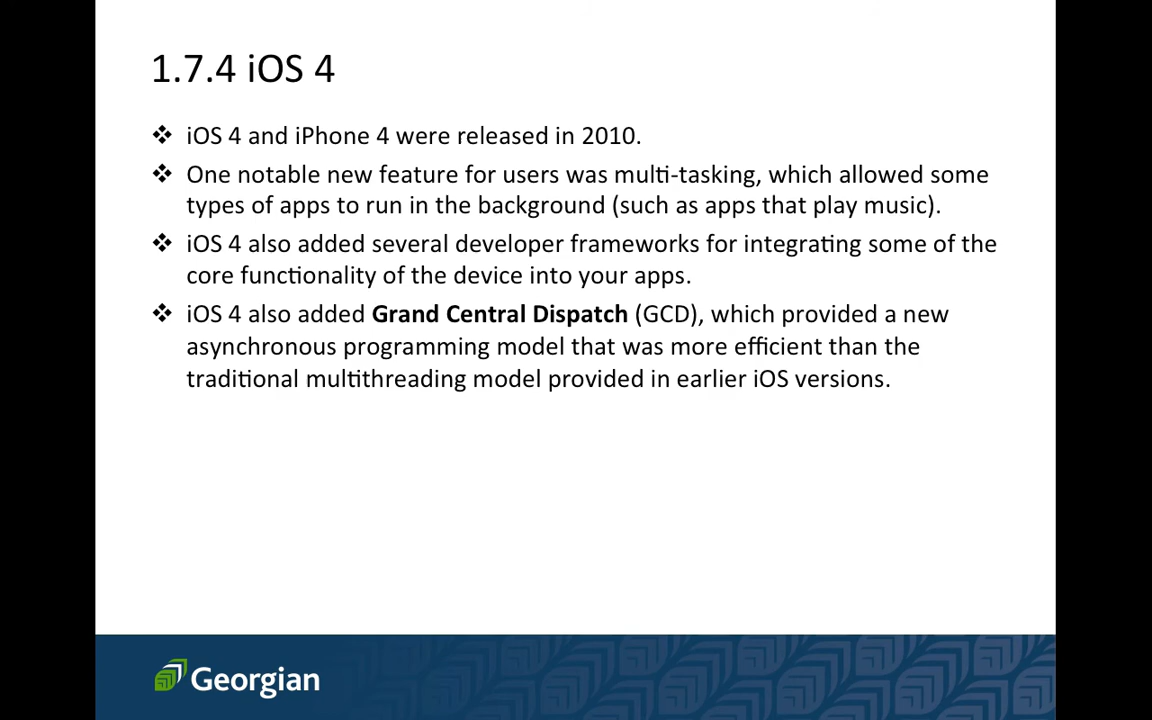 1.7.4 iOS 4
❖ iOS 4 and iPhone 4 were released in 2010.
❖ One notable new feature for users was multi-tasking, which allowed some
types of apps to run in the background (such as apps that play music).
❖ iOS 4 also added several developer frameworks for integrating some of the
core functionality of the device into your apps.
❖ iOS 4 also added Grand Central Dispatch (GCD), which provided a new
asynchronous programming model that was more efficient than the
traditional multithreading model provided in earlier iOS versions.
Georgian